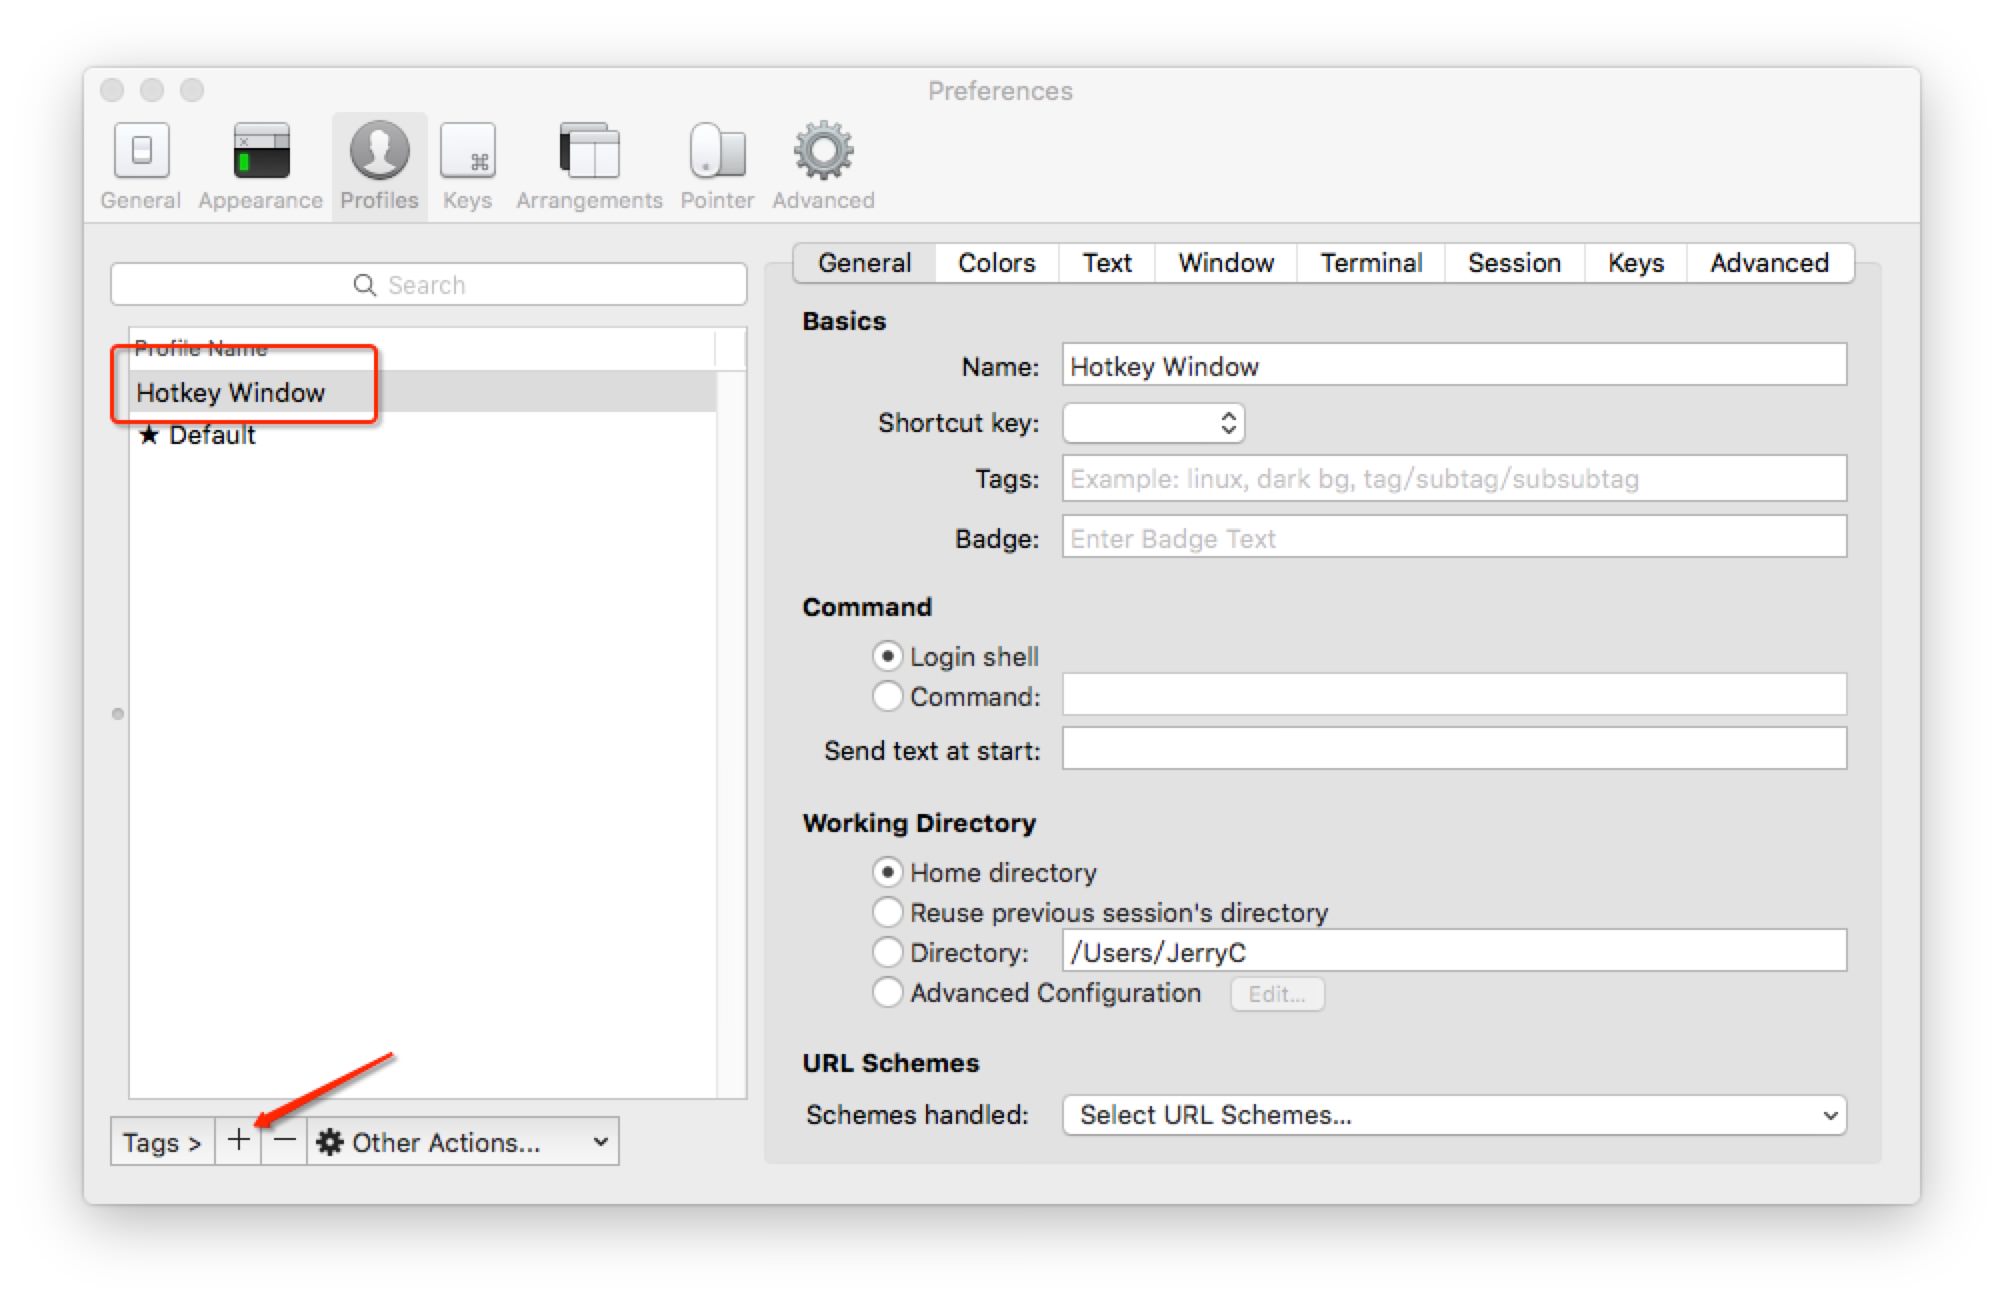 Preferences
General Appearance Profiles Keys Arrangements Pointer Advanced
Search
Profile Name
Hotkey Window
★ Default
Tags > + − Other Actions...
General Colors Text Window Terminal Session Keys Advanced
Basics
Name: Hotkey Window
Shortcut key:
Tags: Example: linux, dark bg, tag/subtag/subsubtag
Badge: Enter Badge Text
Command
Login shell
Command:
Send text at start:
Working Directory
Home directory
Reuse previous session's directory
Directory: /Users/JerryC
Advanced Configuration Edit...
URL Schemes
Schemes handled: Select URL Schemes...